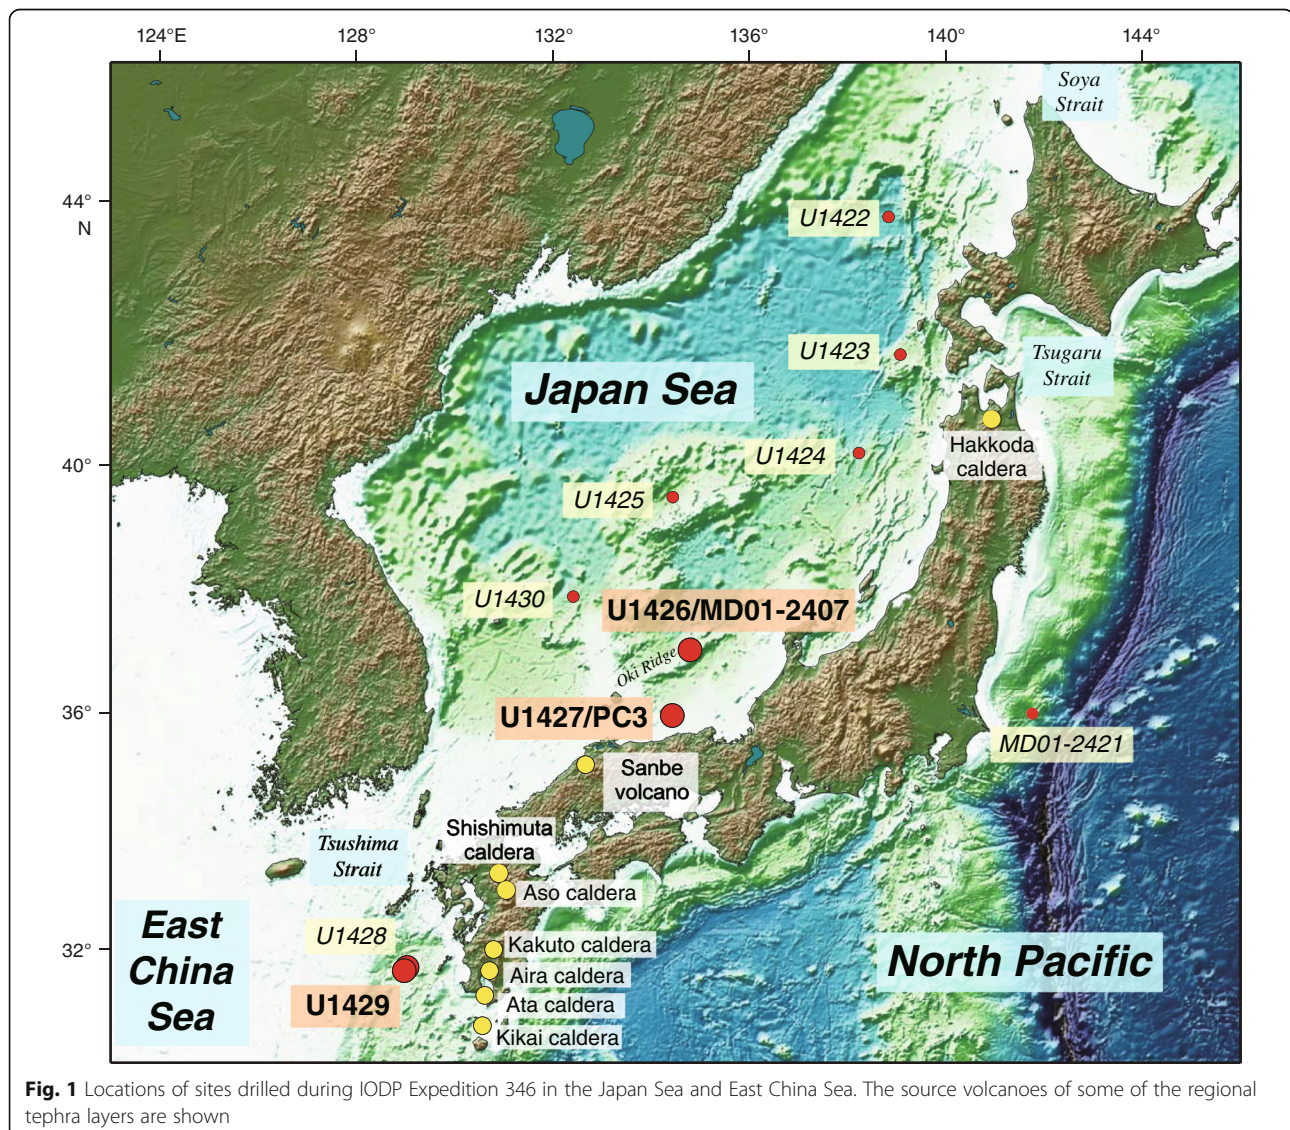 124°E 128° 132° 136° 140° 144°
Soya
Strait
44°
N
U1422
U1423
Tsugaru
Strait
Japan Sea
Hakkoda
caldera
U1424
40°
U1425
U1430
U1426/MD01-2407
Oki Ridge
36°
U1427/PC3
MD01-2421
Sanbe
volcano
Shishimuta
caldera
Tsushima
Strait
Aso caldera
East
China
Sea
U1428
32°
Kakuto caldera
North Pacific
Aira caldera
U1429
Ata caldera
Kikai caldera
Fig. 1 Locations of sites drilled during IODP Expedition 346 in the Japan Sea and East China Sea. The source volcanoes of some of the regional
tephra layers are shown